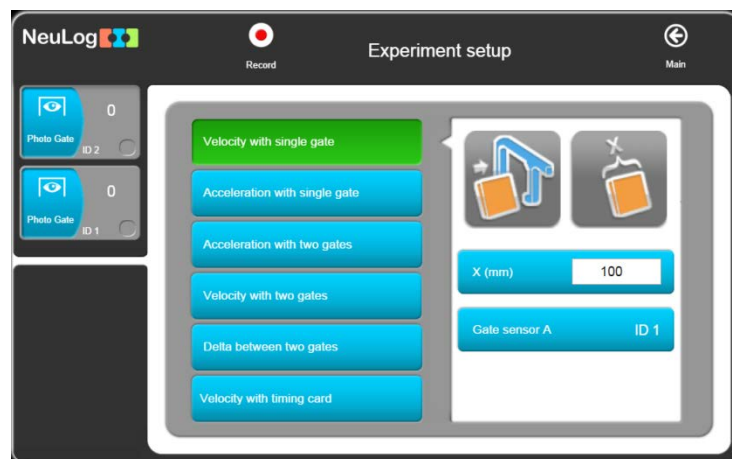 NeuLog
Record
Experiment setup
Main
0
Photo Gate
ID 2
0
Photo Gate
ID 1
Velocity with single gate
Acceleration with single gate
Acceleration with two gates
Velocity with two gates
Delta between two gates
Velocity with timing card
X
X (mm)
100
Gate sensor A
ID 1